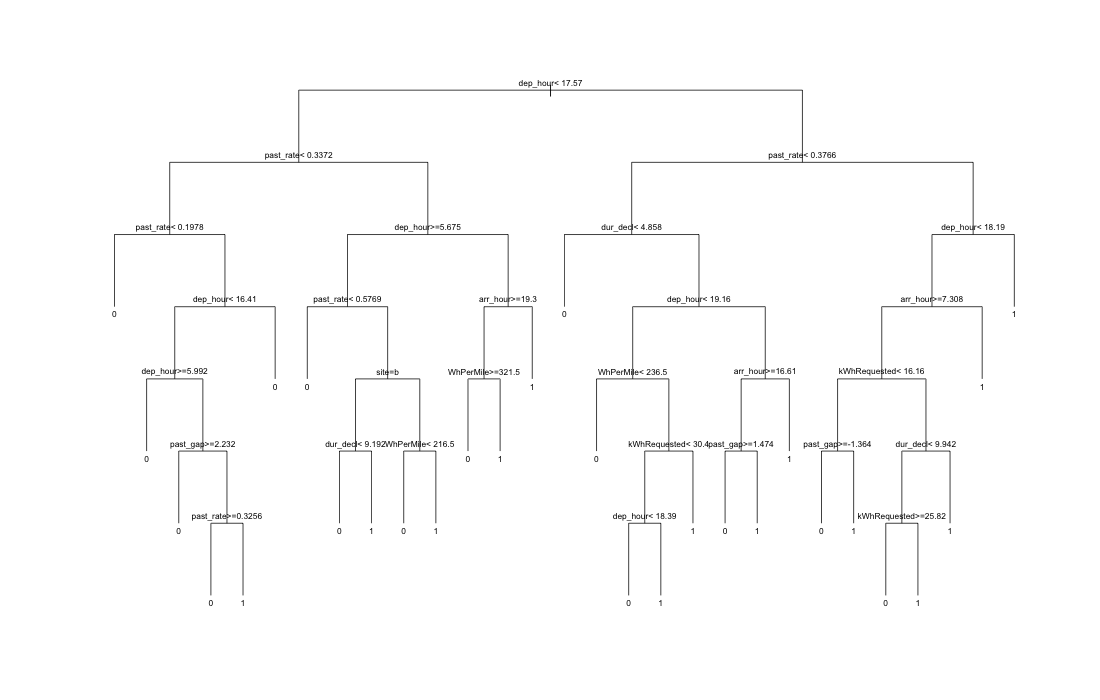 dep_hour< 17.57
past_rate< 0.3372
past_rate< 0.3766
past_rate< 0.1978
dep_hour>=5.675
dur_decl< 4.858
dep_hour< 18.19
dep_hour< 16.41
past_rate< 0.5769
arr_hour>=19.3
dep_hour< 19.16
arr_hour>=7.308
0
0
1
dep_hour>=5.992
site=b
WhPerMile>=321.5
WhPerMile< 236.5
arr_hour>=16.61
kWhRequested< 16.16
0
0
1
1
past_gap>=2.232
dur_decl< 9.192
WhPerMile< 216.5
kWhRequested< 30.4
past_gap>=1.474
past_gap>=-1.364
dur_decl< 9.942
0
0
1
0
1
past_rate>=0.3256
dep_hour< 18.39
kWhRequested>=25.82
0
0
1
0
1
1
0
1
0
1
1
0
1
0
1
0
1